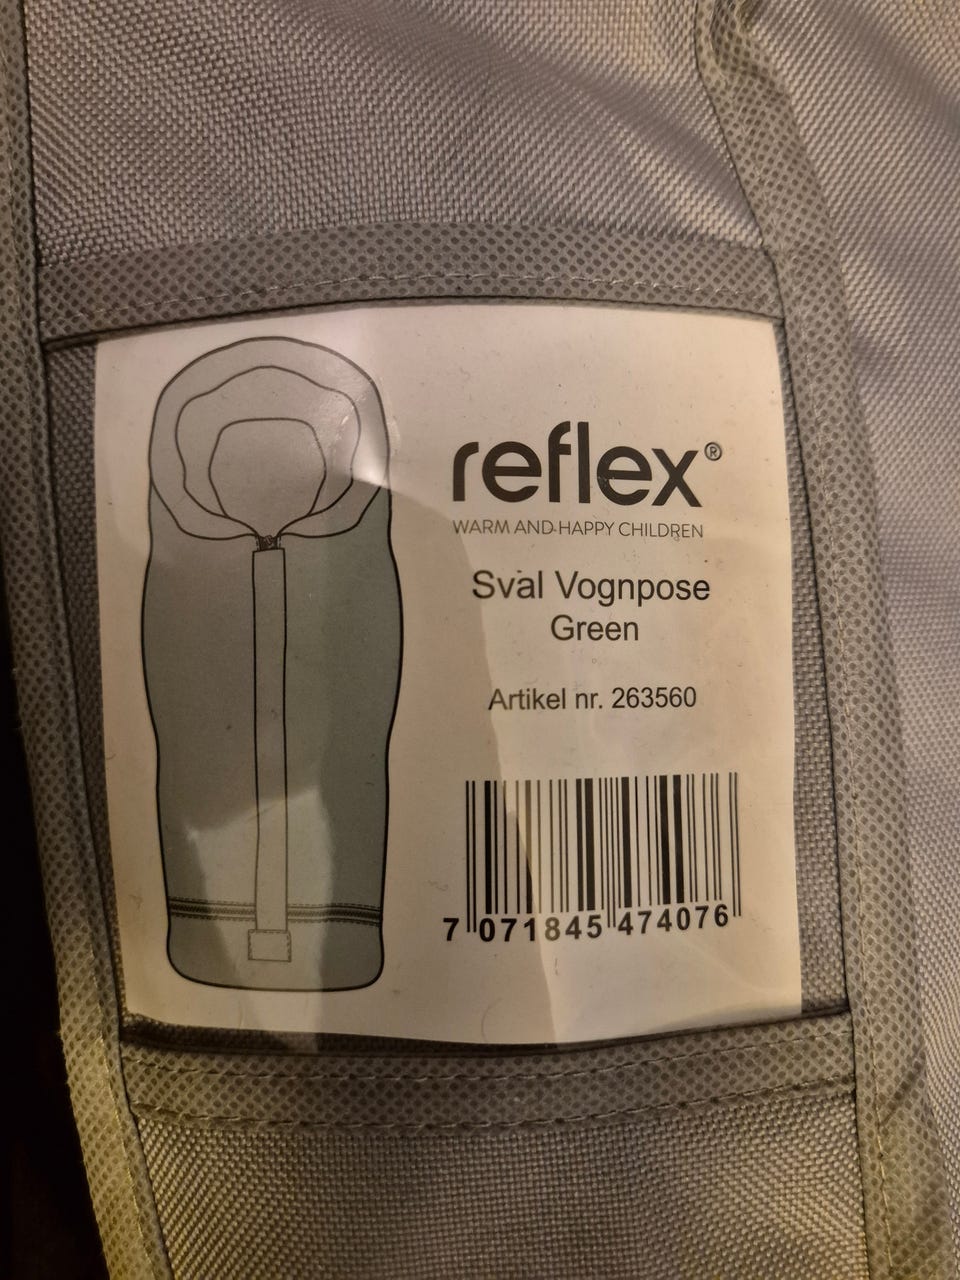 reflex®
WARM AND HAPPY CHILDREN
Sval Vognpose
Green
Artikel nr. 263560
7 071845 474076